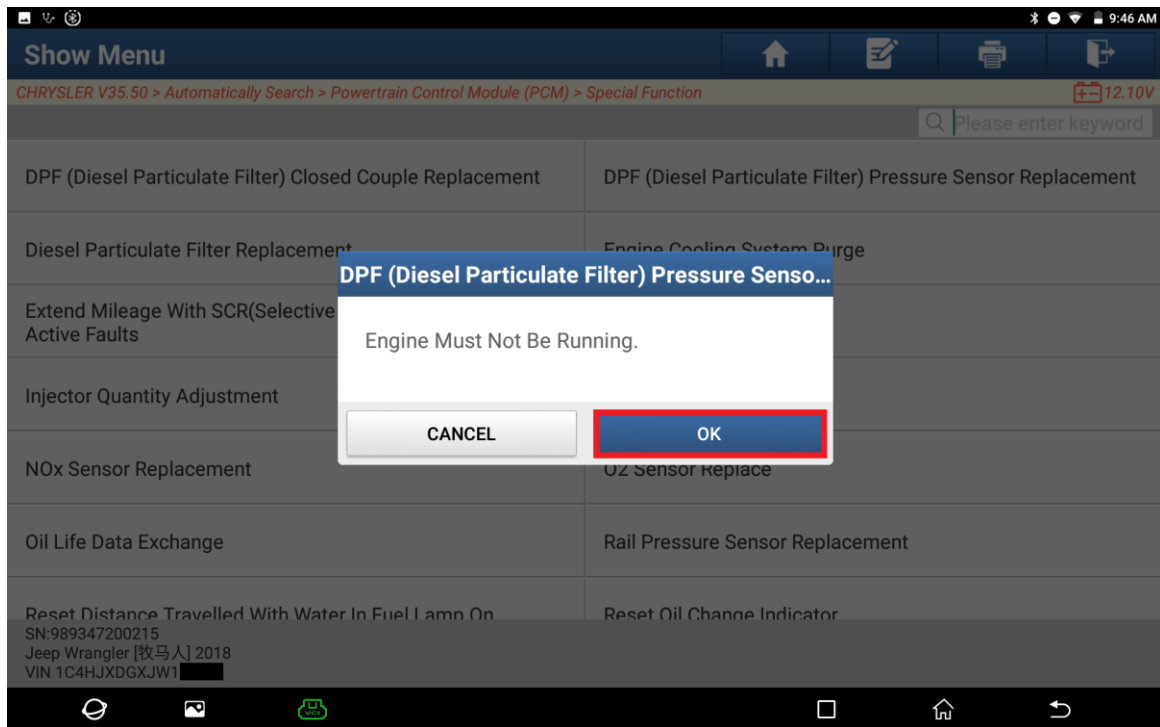 9:46 AM
Show Menu
CHRYSLER V35.50 > Automatically Search > Powertrain Control Module (PCM) > Special Function
12.10V
Please enter keyword
DPF (Diesel Particulate Filter) Closed Couple Replacement
DPF (Diesel Particulate Filter) Pressure Sensor Replacement
Diesel Particulate Filter Replacement
Engine Cooling System Purge
DPF (Diesel Particulate Filter) Pressure Senso...
Extend Mileage With SCR(Selective
Active Faults
Engine Must Not Be Running.
Injector Quantity Adjustment
CANCEL
OK
NOx Sensor Replacement
O2 Sensor Replace
Oil Life Data Exchange
Rail Pressure Sensor Replacement
Reset Distance Travelled With Water In Fuel Lamp On
Reset Oil Change Indicator
SN:989347200215
Jeep Wrangler [牧马人] 2018
VIN 1C4HJXDGXJW1
VCI